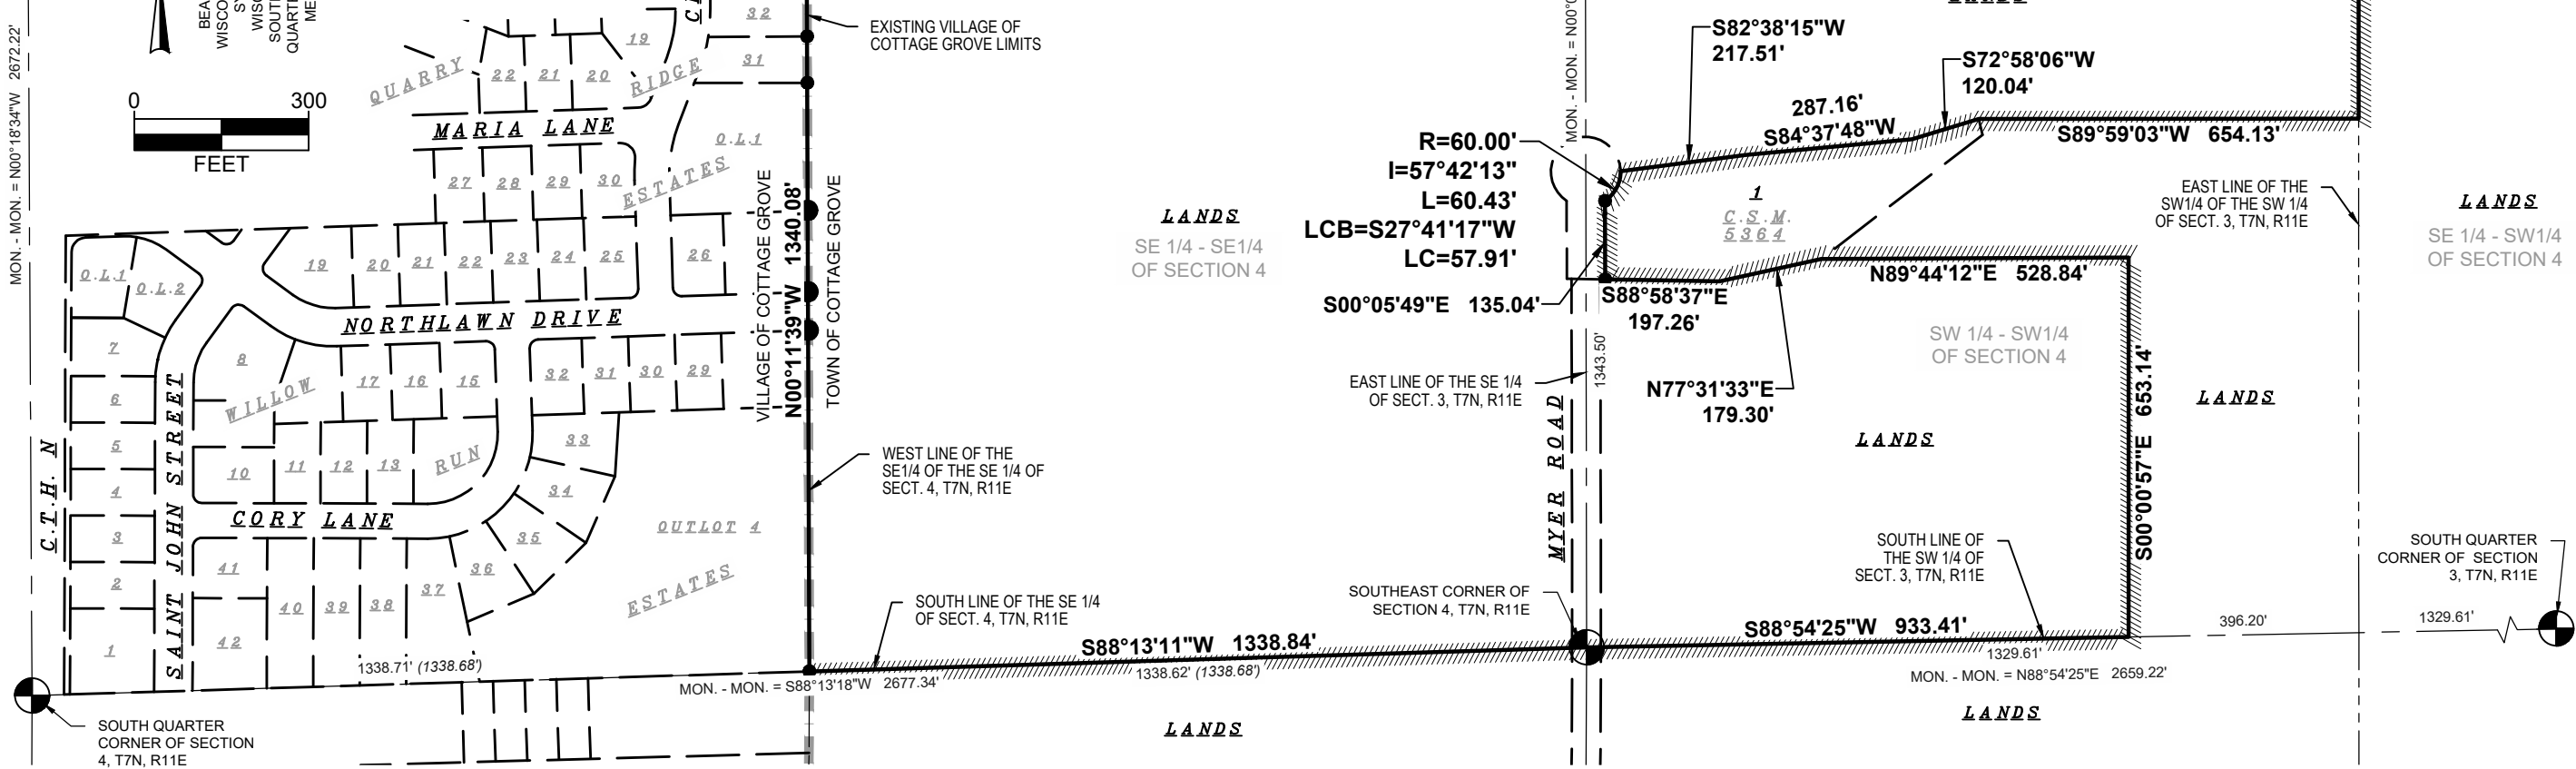 MON. - MON. = N00°18'34"W 2672.22'
BEA
WISCO
SY
WISC
SOUT
QUART
ME
0 300
FEET
QUARRY
RIDGE
ESTATES
22
21
20
19
32
31
MARIA LANE
O.L.1
27
28
29
30
O.L.1
O.L.2
19
20
21
22
23
24
25
26
NORTHLAWN DRIVE
7
8
17
16
15
32
31
30
29
6
5
4
3
2
1
WILLOW
RUN
ESTATES
10
11
12
13
33
34
35
36
37
CORY LANE
41
42
40
39
38
OUTLOT 4
C.T.H. N
SAINT JOHN STREET
1338.71' (1338.68')
SOUTH QUARTER
CORNER OF SECTION
4, T7N, R11E
EXISTING VILLAGE OF
COTTAGE GROVE LIMITS
VILLAGE OF COTTAGE GROVE
N00°11'39"W 1340.08'
TOWN OF COTTAGE GROVE
WEST LINE OF THE
SE1/4 OF THE SE 1/4 OF
SECT. 4, T7N, R11E
SOUTH LINE OF THE SE 1/4
OF SECT. 4, T7N, R11E
S88°13'11"W 1338.84'
1338.62' (1338.68')
MON. - MON. = S88°13'18"W 2677.34'
LANDS
LANDS
SE 1/4 - SE1/4
OF SECTION 4
MON. - MON. = N00°
R=60.00'
I=57°42'13"
L=60.43'
LCB=S27°41'17"W
LC=57.91'
S00°05'49"E 135.04'
EAST LINE OF THE SE 1/4
OF SECT. 3, T7N, R11E
1343.50'
MYER ROAD
SOUTHEAST CORNER OF
SECTION 4, T7N, R11E
LANDS
S82°38'15"W
217.51'
S72°58'06"W
120.04'
287.16'
S84°37'48"W
S89°59'03"W 654.13'
1
C.S.M.
5364
S88°58'37"E
197.26'
N77°31'33"E
179.30'
N89°44'12"E 528.84'
SW 1/4 - SW1/4
OF SECTION 4
LANDS
S00°00'57"E 653.14'
SOUTH LINE OF
THE SW 1/4 OF
SECT. 3, T7N, R11E
S88°54'25"W 933.41'
1329.61'
MON. - MON. = N88°54'25"E 2659.22'
LANDS
EAST LINE OF THE
SW1/4 OF THE SW 1/4
OF SECT. 3, T7N, R11E
LANDS
LANDS
SE 1/4 - SW1/4
OF SECTION 4
396.20'
1329.61'
SOUTH QUARTER
CORNER OF SECTION
3, T7N, R11E